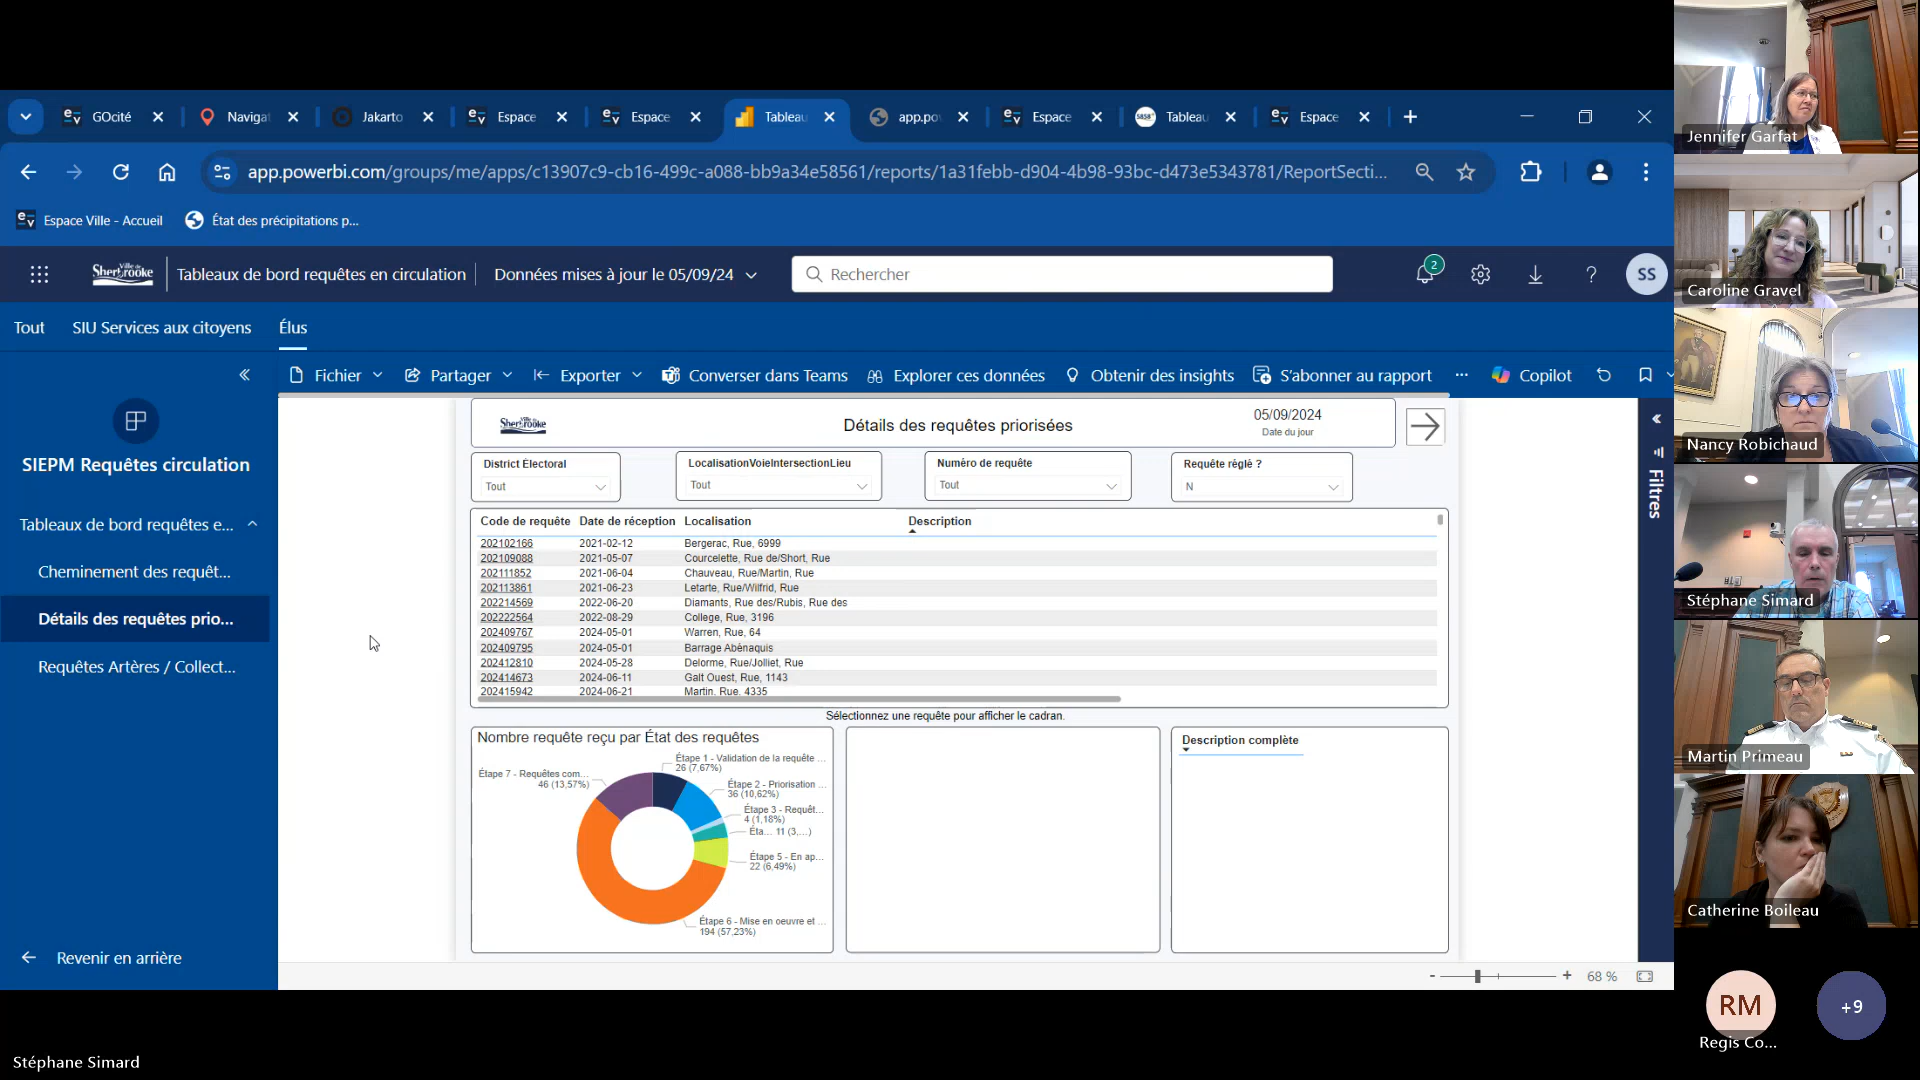 GOcité
Navigat
Jakarto
Espace
Espace
Tableau
app.po
Espace
5858
Tableau
Espace
app.powerbi.com/groups/me/apps/c13907c9-cb16-499c-a088-bb9a34e58561/reports/1a31febb-d904-4b98-93bc-d473e5343781/ReportSecti...
Espace Ville - Accueil
État des précipitations p...
Ville de
Sherbrooke
Tableaux de bord requêtes en circulation
Données mises à jour le 05/09/24
Rechercher
2
?
SS
Tout
SIU Services aux citoyens
Élus
Fichier
Partager
Exporter
Converser dans Teams
Explorer ces données
Obtenir des insights
S'abonner au rapport
...
Copilot
SIEPM Requêtes circulation
Tableaux de bord requêtes e...
Cheminement des requêt...
Détails des requêtes prio...
Requêtes Artères / Collect...
Revenir en arrière
Sherbrooke
Détails des requêtes priorisées
05/09/2024
Date du jour
District Électoral
Tout
LocalisationVoieIntersectionLieu
Tout
Numéro de requête
Tout
Requête réglé ?
N
Filtres
Code de requête Date de réception Localisation Description
202102166 2021-02-12 Bergerac, Rue, 6999
202109088 2021-05-07 Courcelette, Rue de/Short, Rue
202111852 2021-06-04 Chauveau, Rue/Martin, Rue
202113861 2021-06-23 Letarte, Rue/Wilfrid, Rue
202214569 2022-06-20 Diamants, Rue des/Rubis, Rue des
202222564 2022-08-29 College, Rue, 3196
202409767 2024-05-01 Warren, Rue, 64
202409795 2024-05-01 Barrage Abénaquis
202412810 2024-05-28 Delorme, Rue/Jolliet, Rue
202414673 2024-06-11 Galt Ouest, Rue, 1143
202415942 2024-06-21 Martin, Rue, 4335
Sélectionnez une requête pour afficher le cadran.
Nombre requête reçu par État des requêtes
Étape 1 - Validation de la requête ...
26 (7,67%)
Étape 2 - Priorisation ...
36 (10,62%)
Étape 3 - Requêt...
4 (1,18%)
Éta... 11 (3,...)
Étape 5 - En ap...
22 (6,49%)
Étape 6 - Mise en oeuvre et ...
194 (57,23%)
Étape 7 - Requêtes com...
46 (13,57%)
Description complète
- + 68 %
Jennifer Garfat
Caroline Gravel
Nancy Robichaud
Stéphane Simard
Martin Primeau
Catherine Boileau
RM
Regis Co...
+9
Stéphane Simard